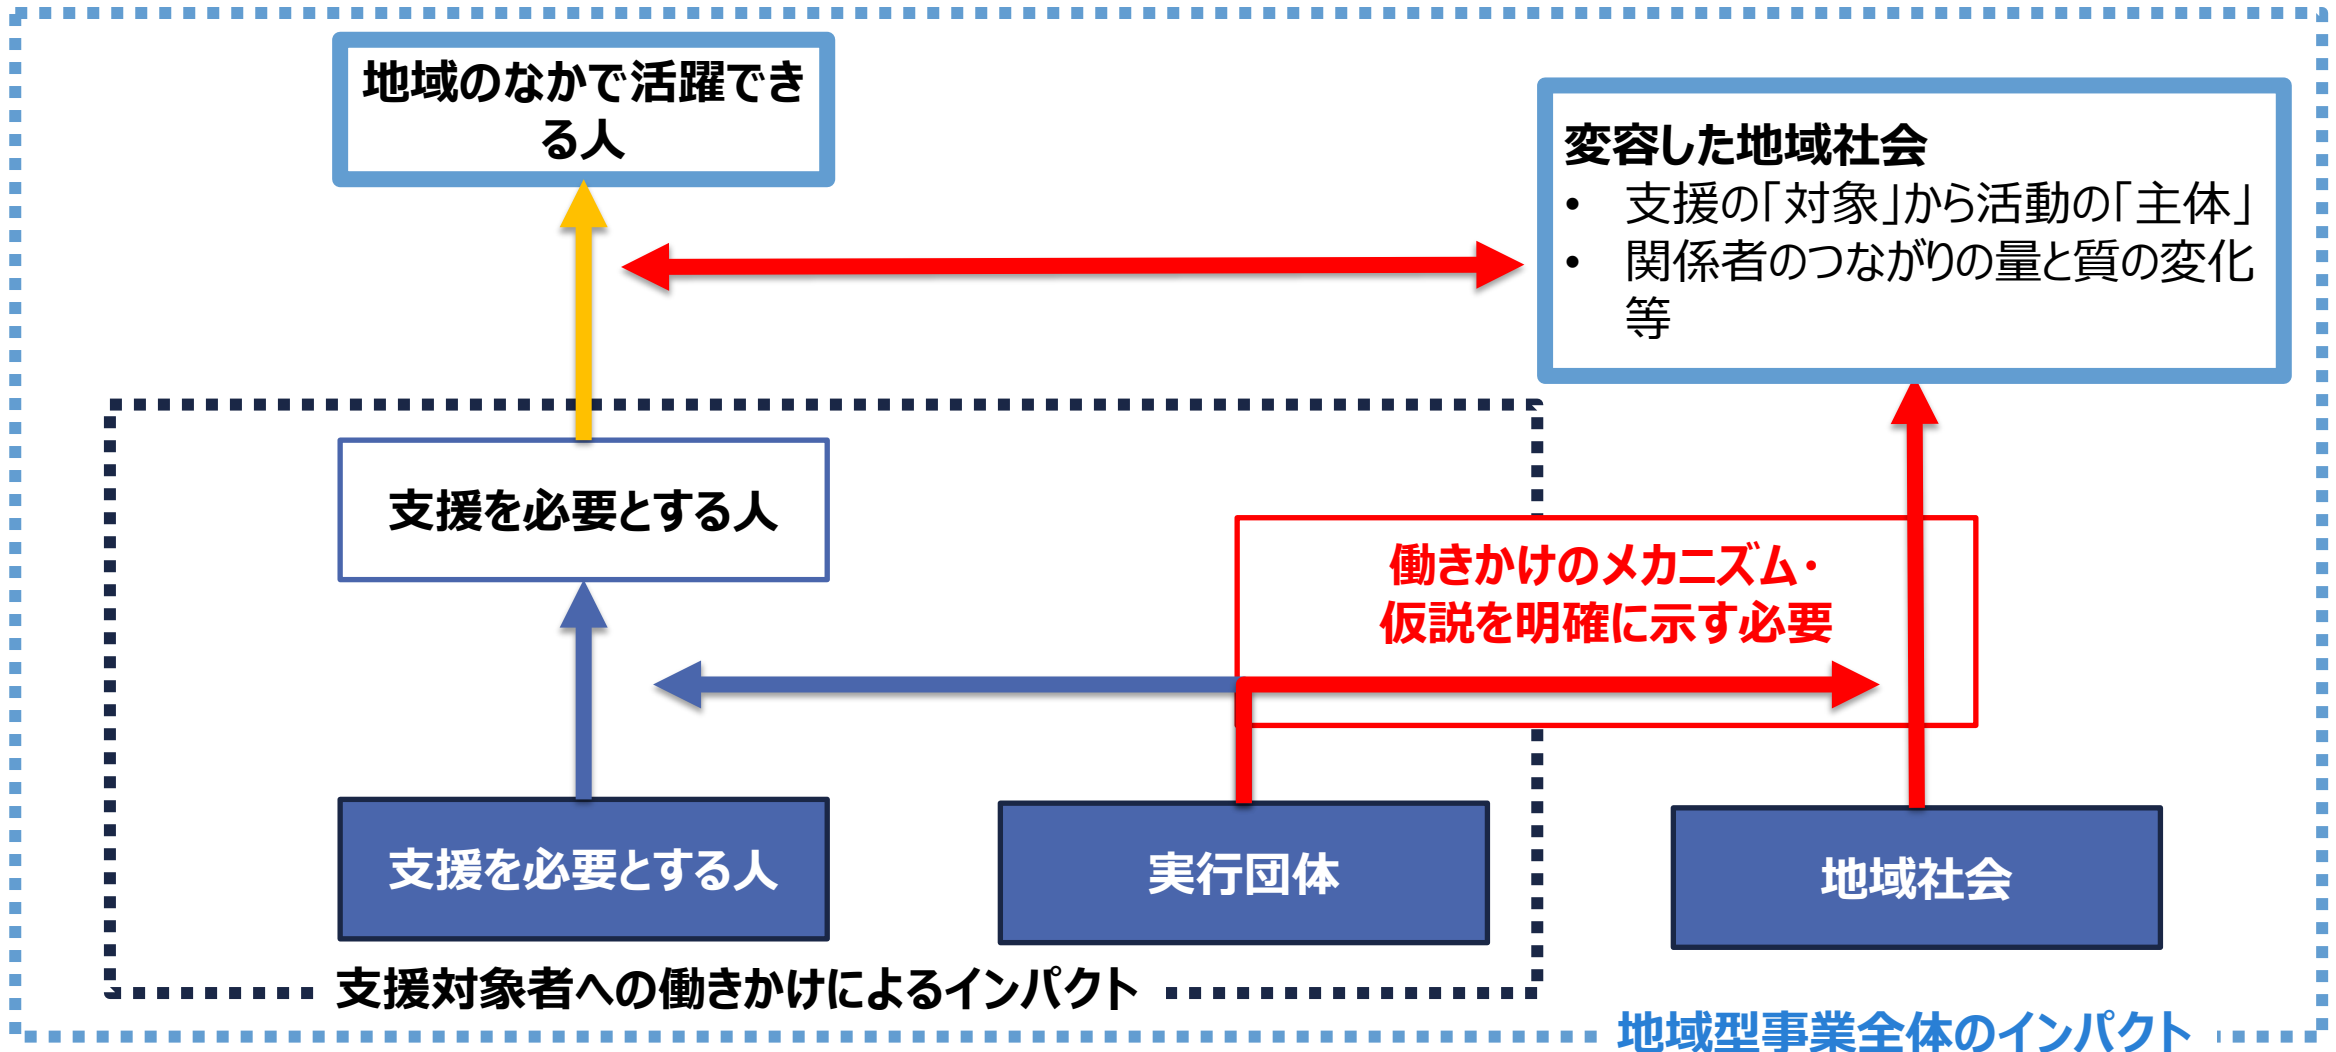 地域のなかで活躍でき
る人
変容した地域社会
• 支援の「対象」から活動の「主体」
• 関係者のつながりの量と質の変化
等
支援を必要とする人
働きかけのメカニズム・
仮説を明確に示す必要
支援を必要とする人
実行団体
地域社会
支援対象者への働きかけによるインパクト
地域型事業全体のインパクト